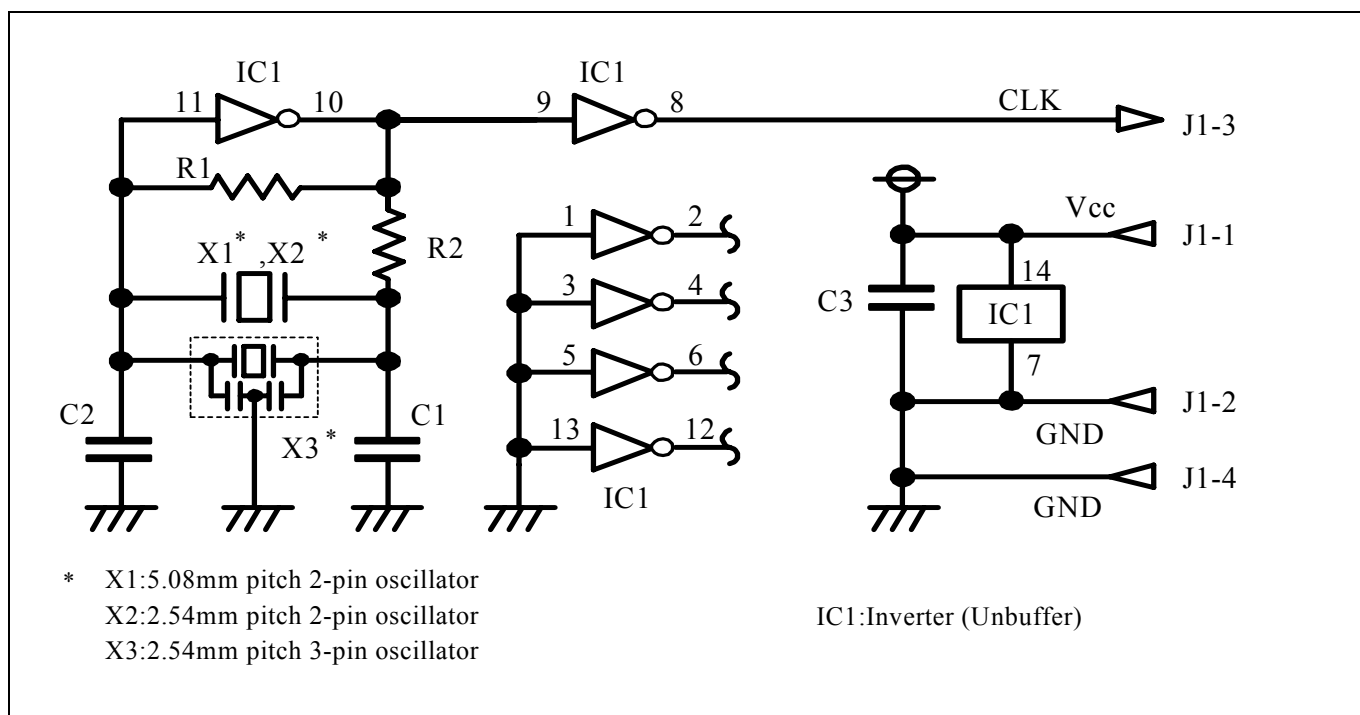 IC1
IC1
11
10
9
8
CLK
J1-3
R1
R2
1
2
Vcc
J1-1
X1*,X2*
3
4
C3
14
IC1
5
6
7
J1-2
GND
C2
C1
X3*
13
12
IC1
J1-4
GND
* X1:5.08mm pitch 2-pin oscillator
X2:2.54mm pitch 2-pin oscillator
IC1:Inverter (Unbuffer)
X3:2.54mm pitch 3-pin oscillator